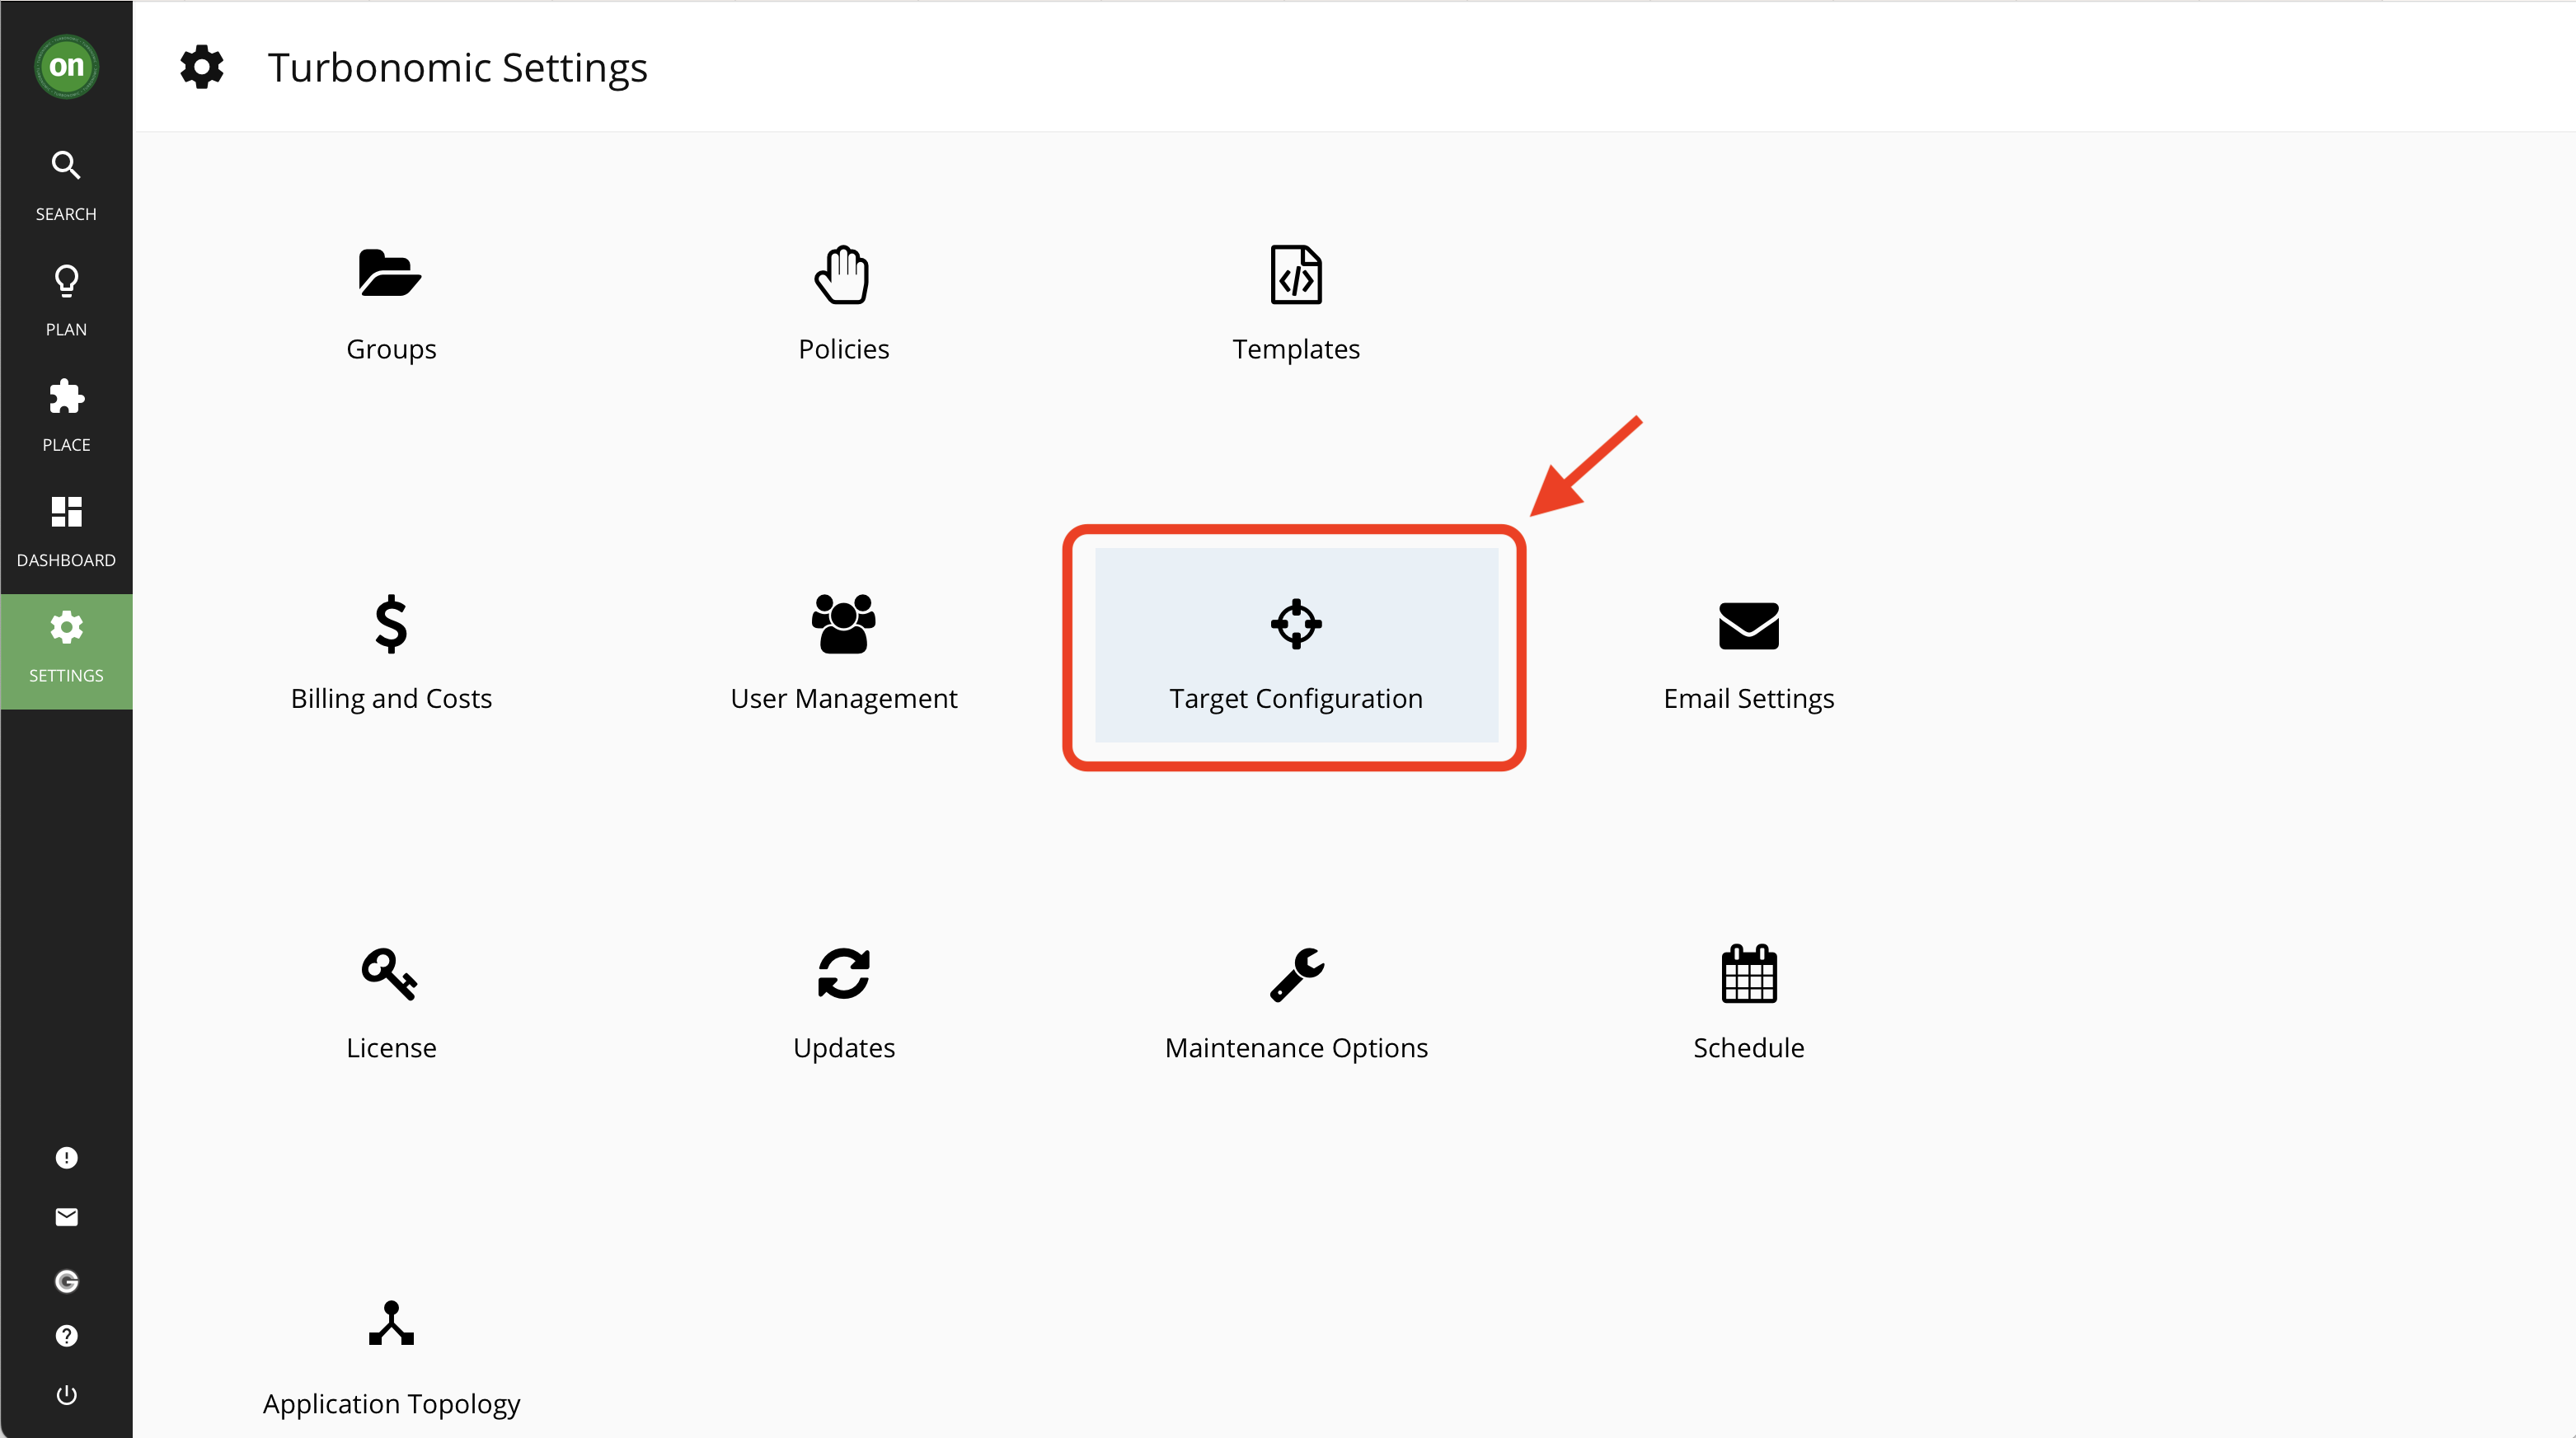 on
Turbonomic Settings
SEARCH
PLAN
PLACE
DASHBOARD
SETTINGS
Groups
Policies
Templates
Billing and Costs
User Management
Target Configuration
Email Settings
License
Updates
Maintenance Options
Schedule
Application Topology